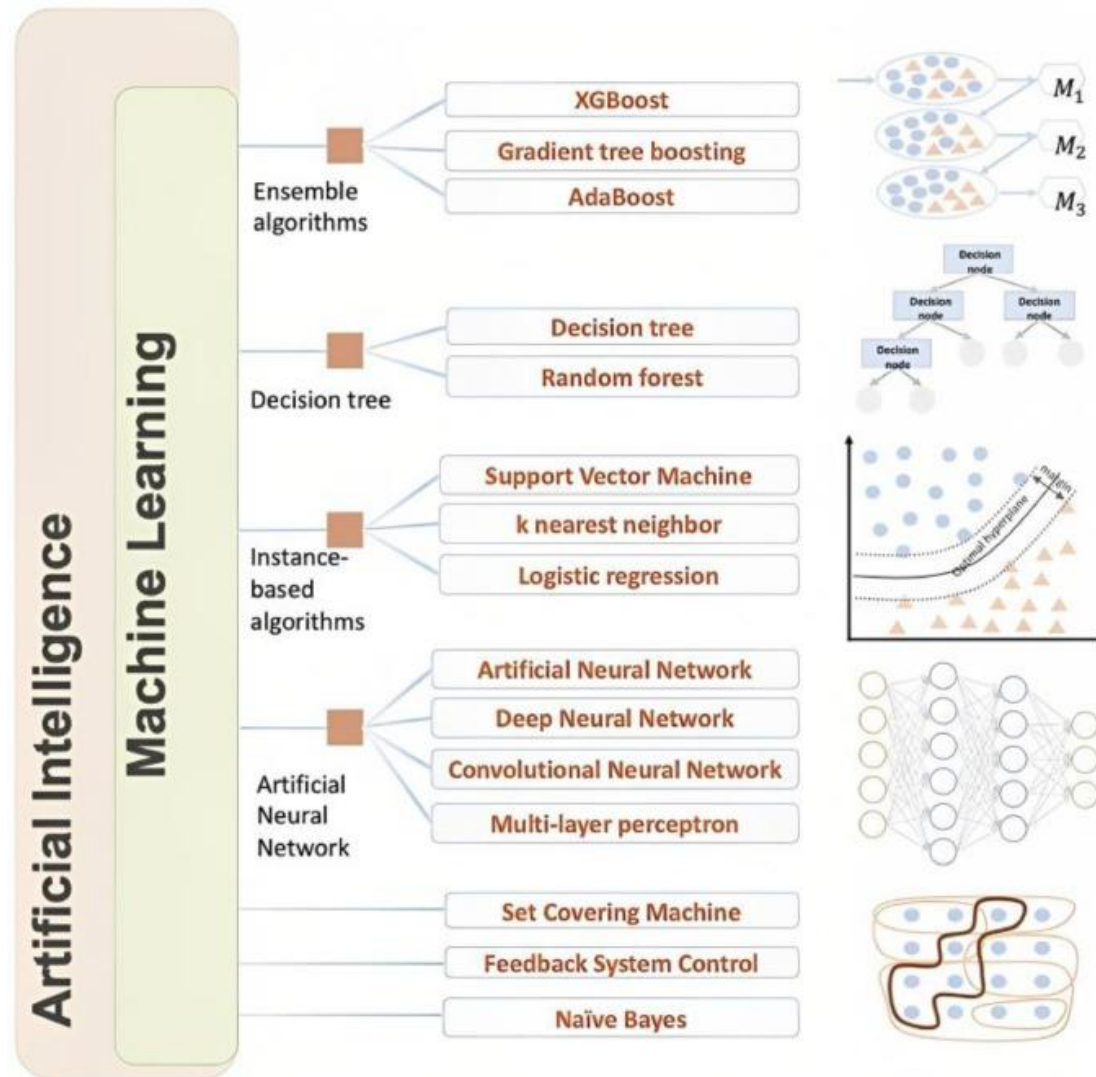 Artificial Intelligence
Machine Learning
Ensemble
algorithms
XGBoost
Gradient tree boosting
AdaBoost
M₁
M₂
M₃
Decision tree
Decision tree
Random forest
Decision
node
Decision
node
Decision
node
Decision
node
Instance-
based
algorithms
Support Vector Machine
k nearest neighbor
Logistic regression
margin
Optimal hyperplane
Artificial
Neural
Network
Artificial Neural Network
Deep Neural Network
Convolutional Neural Network
Multi-layer perceptron
Set Covering Machine
Feedback System Control
Naïve Bayes